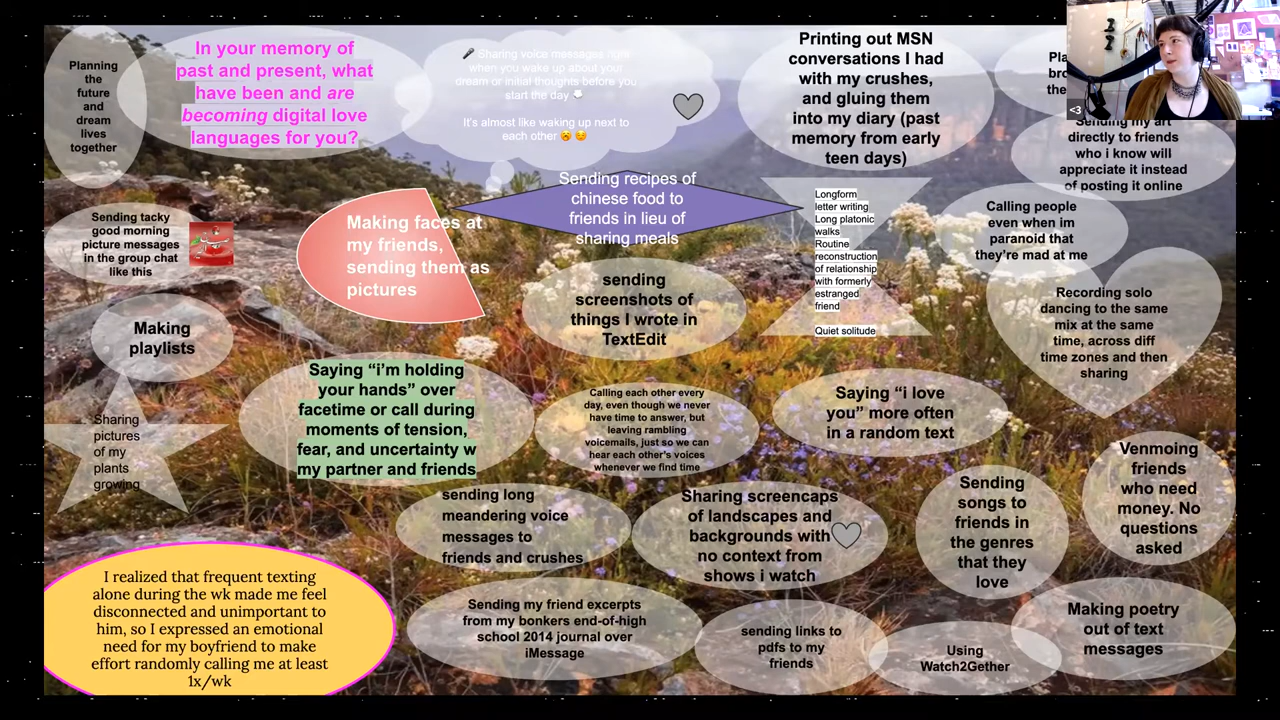 Planning
the
future
and
dream
lives
together
In your memory of
past and present, what
have been and are
becoming digital love
languages for you?
🎤 Sharing voice messages right
when you wake up about your
dream or initial thoughts before you
start the day
It's almost like waking up next to
each other
Printing out MSN
conversations I had
with my crushes,
and gluing them
into my diary (past
memory from early
teen days)
<3
Sending my art
directly to friends
who i know will
appreciate it instead
of posting it online
Sending tacky
good morning
picture messages
in the group chat
like this
Making faces at
my friends,
sending them as
pictures
Sending recipes of
chinese food to
friends in lieu of
sharing meals
Longform
letter writing
Long platonic
walks
Routine
reconstruction
of relationship
with formerly
estranged
friend
Quiet solitude
Calling people
even when im
paranoid that
they're mad at me
sending
screenshots of
things I wrote in
TextEdit
Recording solo
dancing to the same
mix at the same
time, across diff
time zones and then
sharing
Making
playlists
Saying “i'm holding
your hands” over
facetime or call during
moments of tension,
fear, and uncertainty w
my partner and friends
Calling each other every
day, even though we never
have time to answer, but
leaving rambling
voicemails, just so we can
hear each other's voices
whenever we find time
Saying “i love
you” more often
in a random text
Sharing
pictures
of my
plants
growing
sending long
meandering voice
messages to
friends and crushes
Sharing screencaps
of landscapes and
backgrounds with
no context from
shows i watch
Sending
songs to
friends in
the genres
that they
love
Venmoing
friends
who need
money. No
questions
asked
I realized that frequent texting
alone during the wk made me feel
disconnected and unimportant to
him, so I expressed an emotional
need for my boyfriend to make
effort randomly calling me at least
1x/wk
Sending my friend excerpts
from my bonkers end-of-high
school 2014 journal over
iMessage
sending links to
pdfs to my
friends
Using
Watch2Gether
Making poetry
out of text
messages